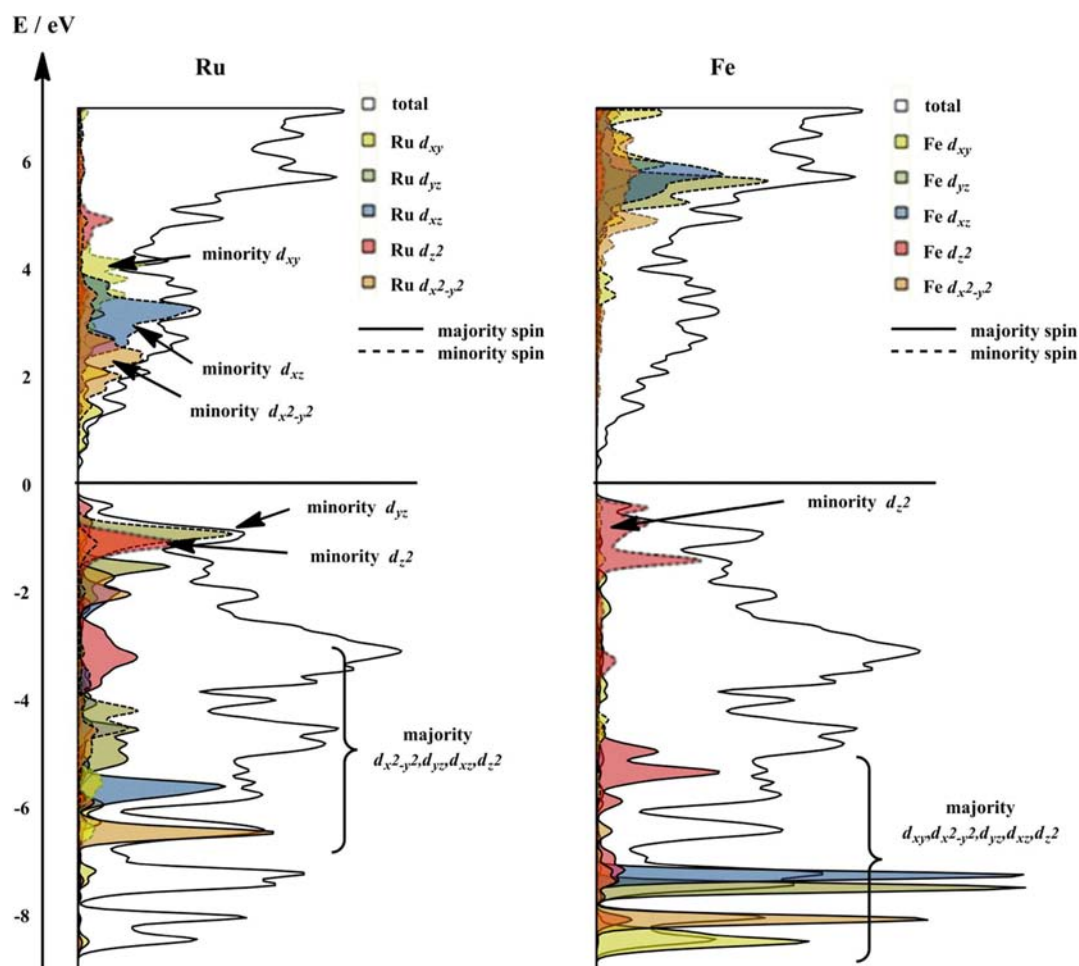 E / eV
Ru
total
Ru dxy
Ru dyz
Ru dxz
Ru dz2
Ru dx2-y2
majority spin
minority spin
minority dxy
minority dxz
minority dx2-y2
minority dyz
minority dz2
majority
dx2-y2,dyz,dxz,dz2
Fe
total
Fe dxy
Fe dyz
Fe dxz
Fe dz2
Fe dx2-y2
majority spin
minority spin
minority dz2
majority
dxy,dx2-y2,dyz,dxz,dz2
6
4
2
0
-2
-4
-6
-8